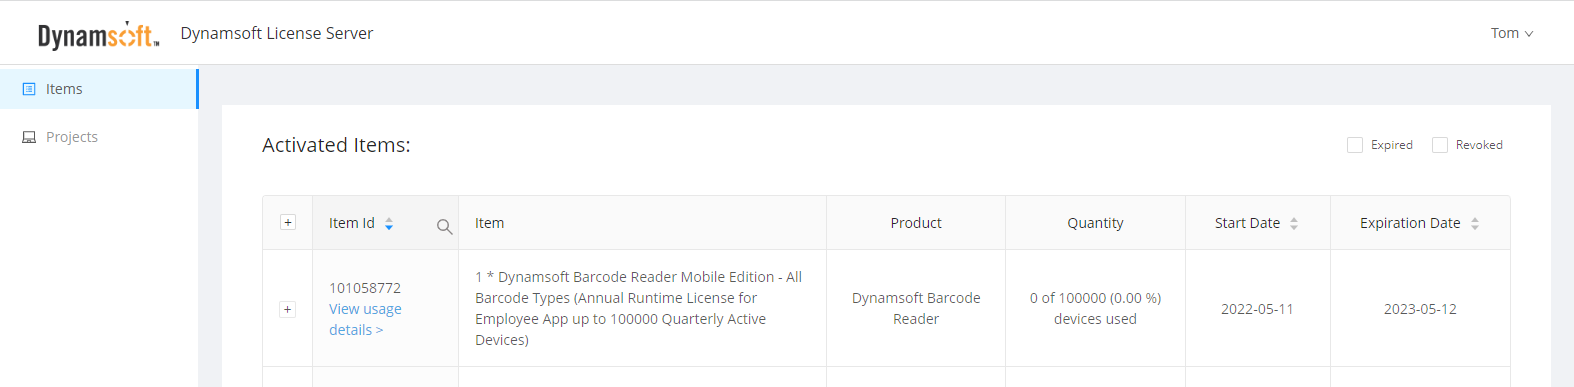 Dynamsoft™ Dynamsoft License Server Tom
Items
Projects
Activated Items: Expired Revoked
+ Item Id Item Product Quantity Start Date Expiration Date
101058772
View usage
details >
1 * Dynamsoft Barcode Reader Mobile Edition - All
Barcode Types (Annual Runtime License for
Employee App up to 100000 Quarterly Active
Devices)
Dynamsoft Barcode
Reader
0 of 100000 (0.00 %)
devices used
2022-05-11
2023-05-12